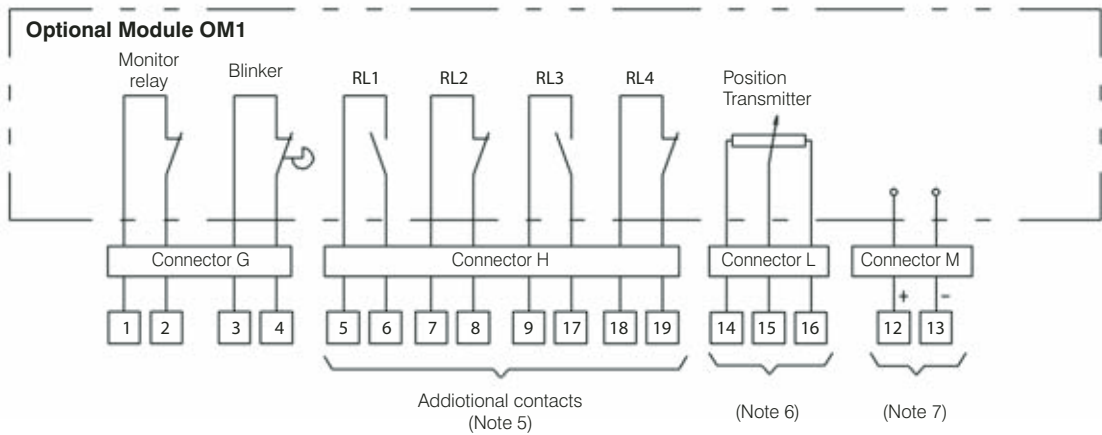 Optional Module OM1
Monitor
relay
Blinker
RL1
RL2
RL3
RL4
Position
Transmitter
Connector G
Connector H
Connector L
Connector M
+
-
1
2
3
4
5
6
7
8
9
17
18
19
14
15
16
12
13
Addiotional contacts
(Note 5)
(Note 6)
(Note 7)